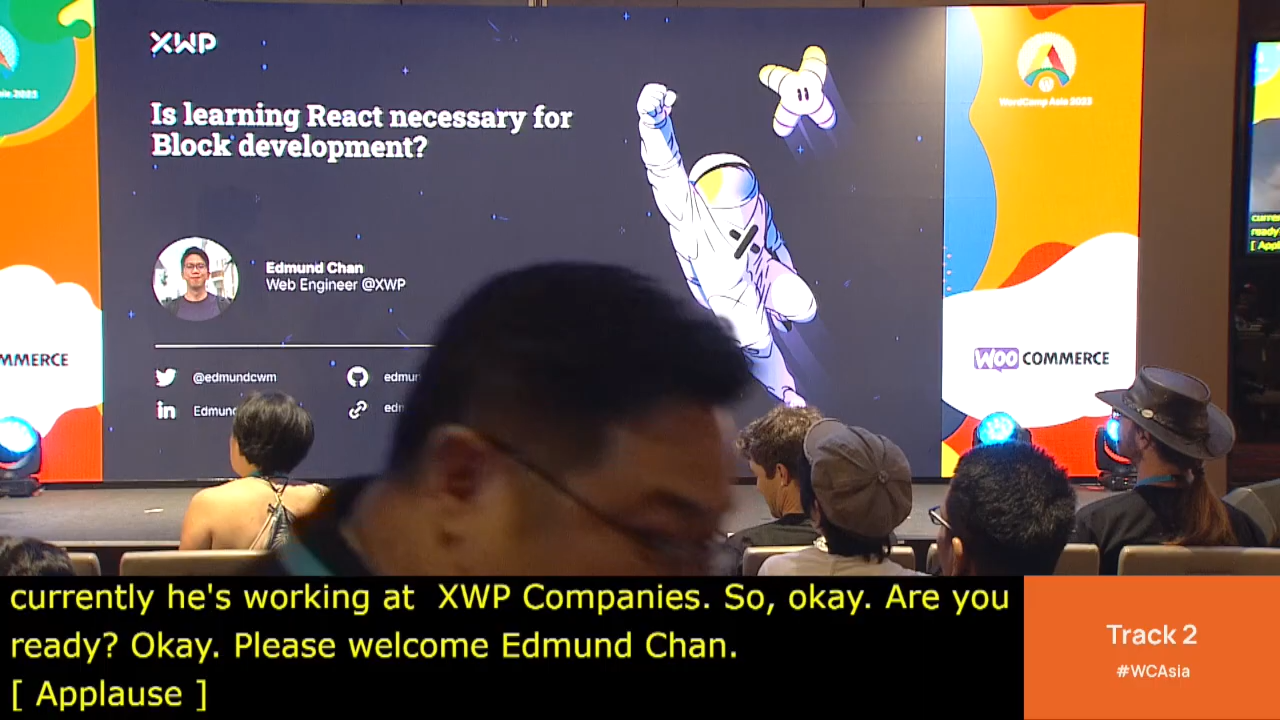 XWP
Is learning React necessary for
Block development?
Edmund Chan
Web Engineer @XWP
@edmundcwm
in
WordCamp Asia 2023
WOO COMMERCE
MMERCE
currently he's working at XWP Companies. So, okay. Are you
ready? Okay. Please welcome Edmund Chan.
[ Applause ]
Track 2
#WCAsia